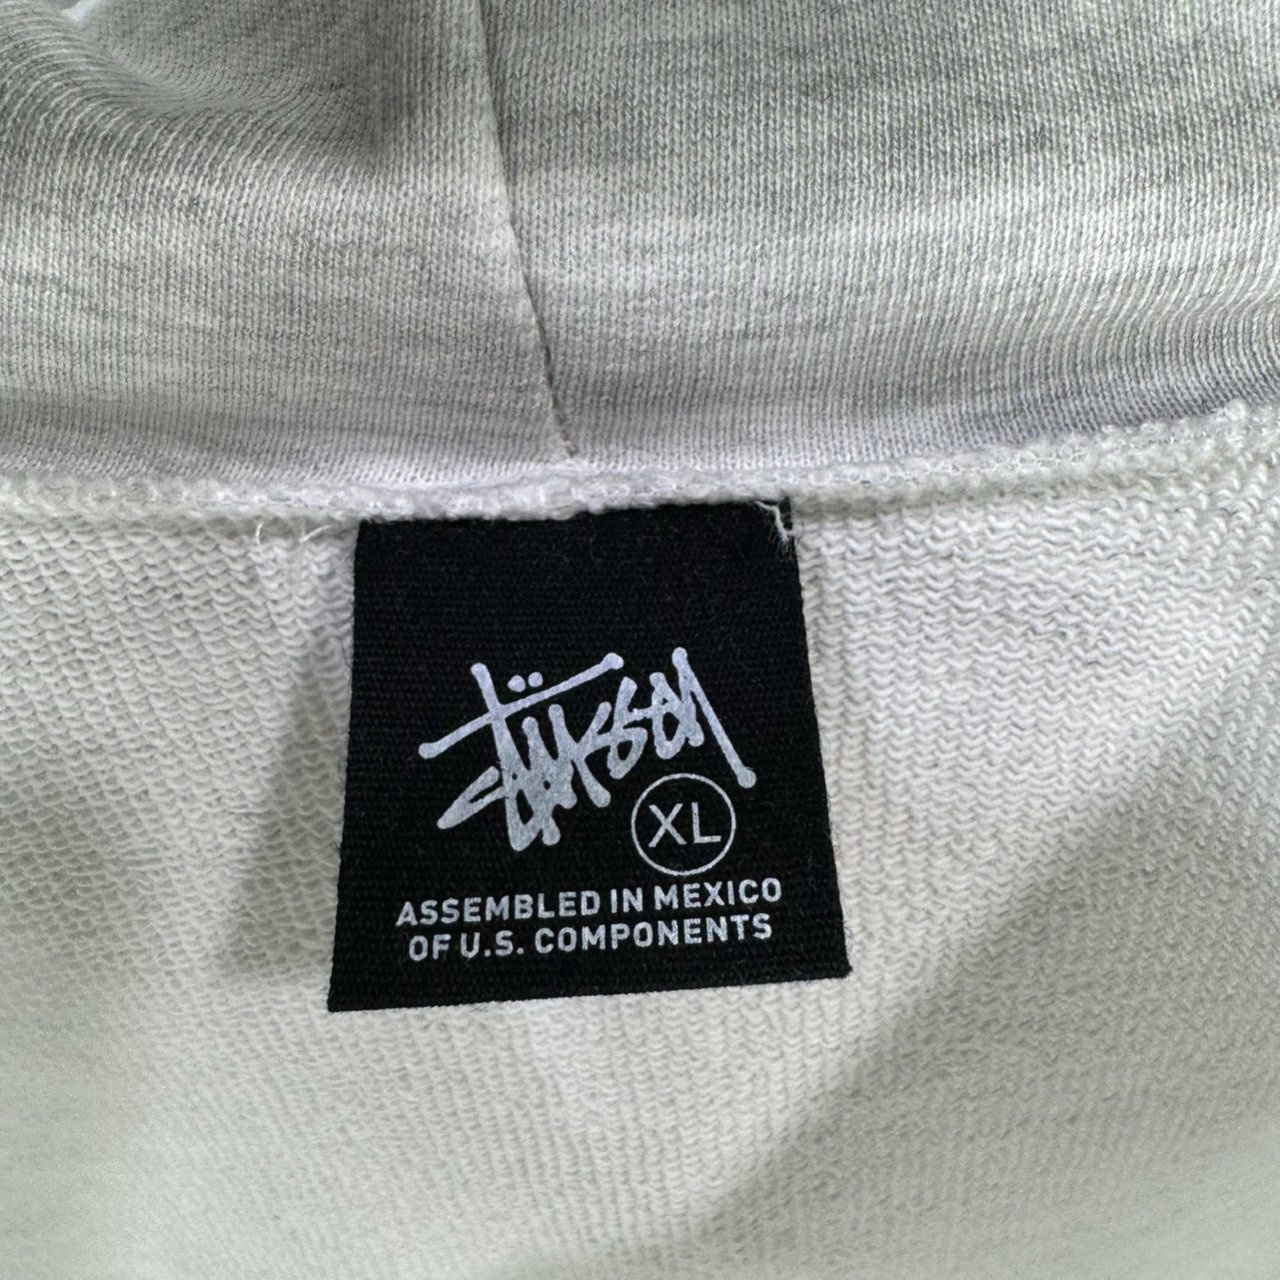 Stüssy
XL
ASSEMBLED IN MEXICO
OF U.S. COMPONENTS